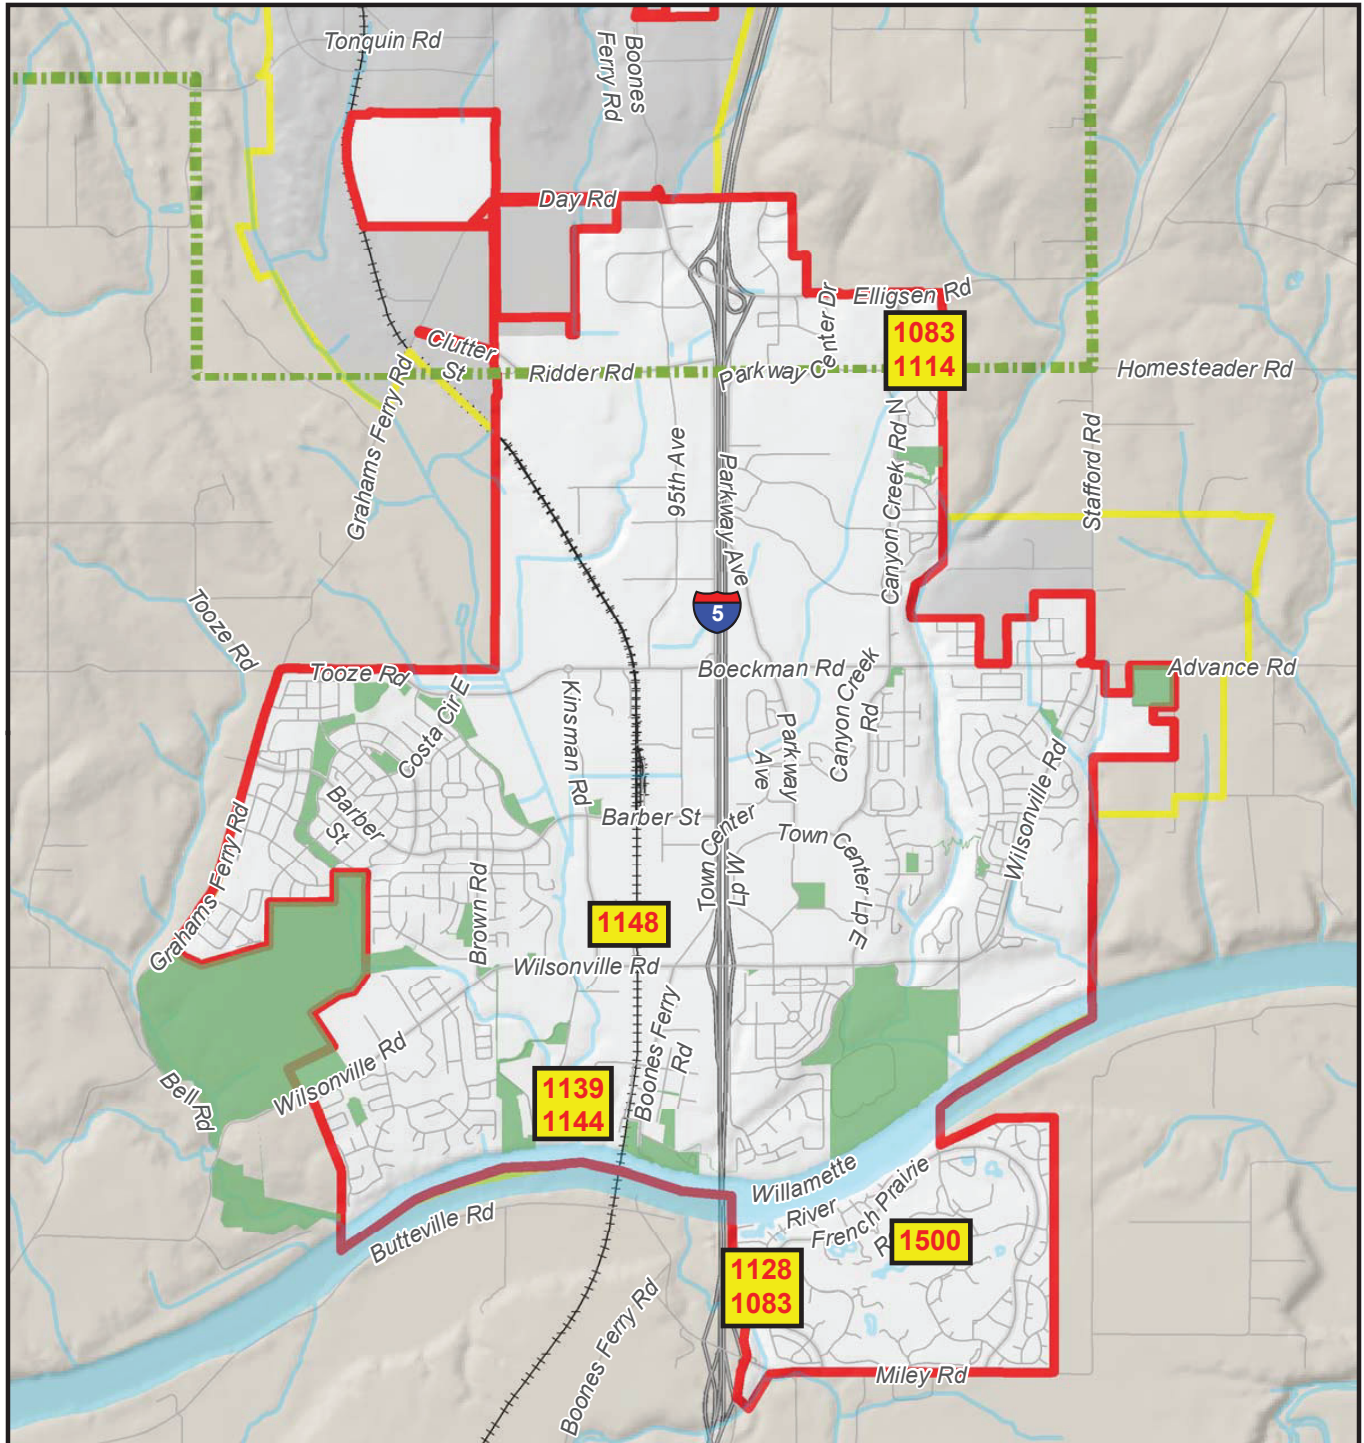 Tonquin Rd
Boones
Ferry Rd
Day Rd
Elligsen Rd
1083
1114
Clutter
St
Ridder Rd
Parkway Center Dr
Homesteader Rd
Grahams Ferry Rd
95th Ave
Parkway Ave
Canyon Creek Rd N
Stafford Rd
5
Tooze Rd
Tooze Rd
Boeckman Rd
Advance Rd
Costa Cir E
Kinsman Rd
Canyon Creek
Rd
Parkway
Ave
Wilsonville Rd
Barber
St
Barber St
Town Center
Lp W
Town Center Lp E
Grahams Ferry Rd
Brown Rd
1148
Wilsonville Rd
Boones Ferry
Rd
Wilsonville Rd
Bell Rd
1139
1144
Willamette
River
French Prairie
R
1500
Butteville Rd
1128
1083
Boones Ferry Rd
Miley Rd